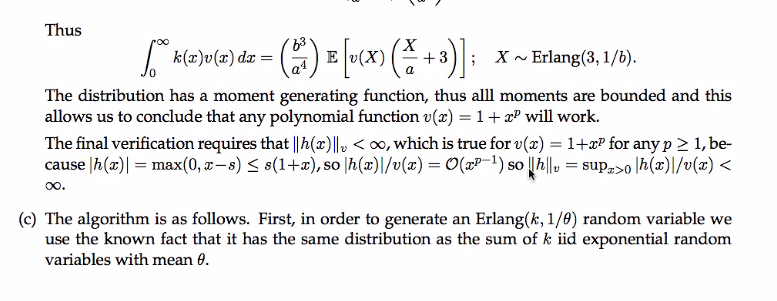 Thus
∫₀^∞ k(x)v(x) dx = (b³/a⁴) 𝔼 [v(X) (X/a + 3)] ; X ∼ Erlang(3, 1/b).
The distribution has a moment generating function, thus alll moments are bounded and this
allows us to conclude that any polynomial function v(x) = 1 + xᵖ will work.
The final verification requires that ‖h(x)‖ᵥ < ∞, which is true for v(x) = 1+xᵖ for any p ≥ 1, be-
cause |h(x)| = max(0, x−s) ≤ s(1+x), so |h(x)|/v(x) = 𝒪(xᵖ⁻¹) so ‖h‖ᵥ = supₓ>₀ |h(x)|/v(x) <
∞.
(c) The algorithm is as follows. First, in order to generate an Erlang(k, 1/θ) random variable we
use the known fact that it has the same distribution as the sum of k iid exponential random
variables with mean θ.